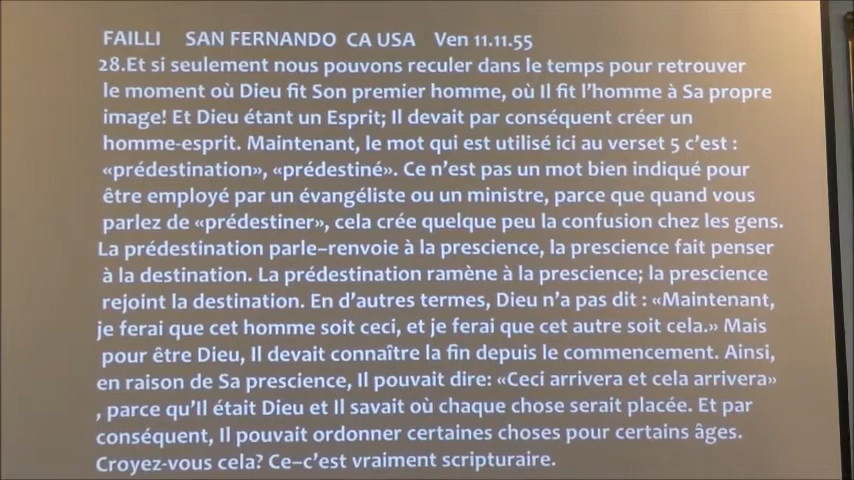 FAILLI SAN FERNANDO CA USA Ven 11.11.55
28.Et si seulement nous pouvons reculer dans le temps pour retrouver
le moment où Dieu fit Son premier homme, où Il fit l'homme à Sa propre
image! Et Dieu étant un Esprit; Il devait par conséquent créer un
homme-esprit. Maintenant, le mot qui est utilisé ici au verset 5 c'est :
«prédestination», «prédestiné». Ce n'est pas un mot bien indiqué pour
être employé par un évangéliste ou un ministre, parce que quand vous
parlez de «prédestiner», cela crée quelque peu la confusion chez les gens.
La prédestination parle–renvoie à la prescience, la prescience fait penser
à la destination. La prédestination ramène à la prescience; la prescience
rejoint la destination. En d'autres termes, Dieu n'a pas dit : «Maintenant,
je ferai que cet homme soit ceci, et je ferai que cet autre soit cela.» Mais
pour être Dieu, Il devait connaître la fin depuis le commencement. Ainsi,
en raison de Sa prescience, Il pouvait dire: «Ceci arrivera et cela arrivera»
, parce qu'Il était Dieu et Il savait où chaque chose serait placée. Et par
conséquent, Il pouvait ordonner certaines choses pour certains âges.
Croyez-vous cela? Ce–c'est vraiment scripturaire.